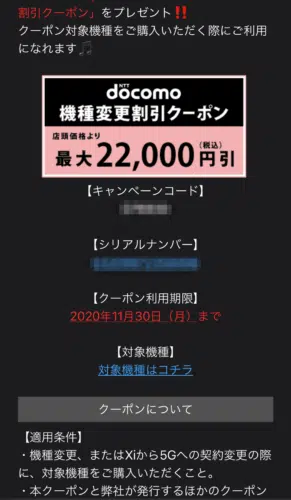 割引クーポン」をプレゼント‼️
クーポン対象機種をご購入いただく際にご利用
になれます🎵
NTT
docomo
機種変更割引クーポン
店頭価格より
最大22,000円引
(税込)
【キャンペーンコード】
【シリアルナンバー】
【クーポン利用期限】
2020年11月30日（月）まで
【対象機種】
対象機種はコチラ
クーポンについて
【適用条件】
・機種変更、またはXiから5Gへの契約変更の際
に、対象機種をご購入いただくこと。
・本クーポンと弊社が発行するほかのクーポン